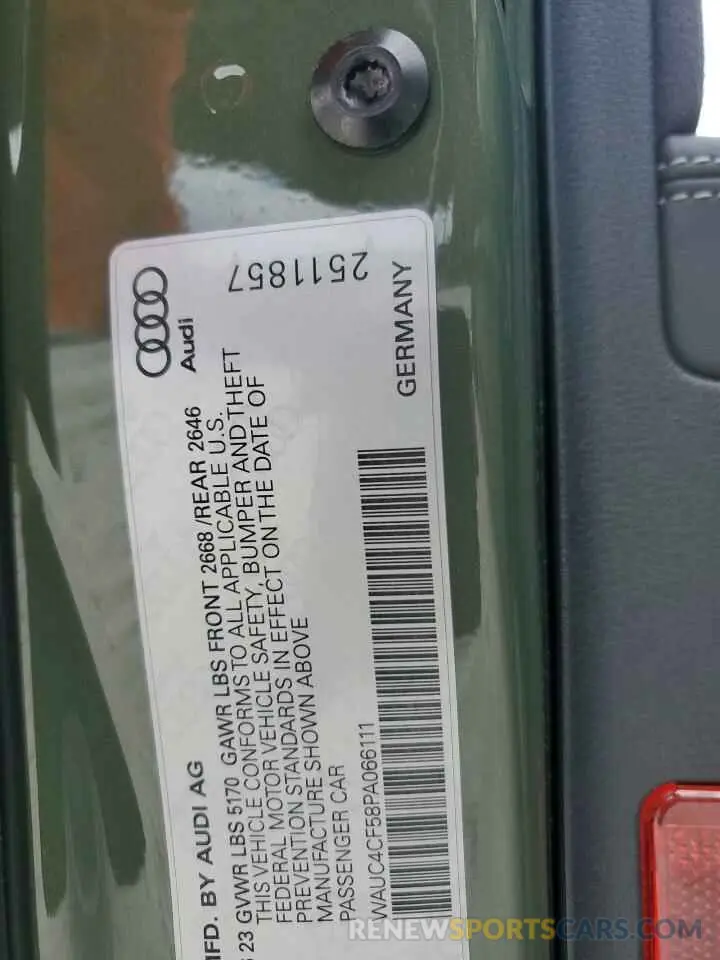 2511857
Audi
GERMANY
MFD. BY AUDI AG
23 GVWR LBS 5170 GAWR LBS FRONT 2668 /REAR 2646
THIS VEHICLE CONFORMS TO ALL APPLICABLE U.S.
FEDERAL MOTOR VEHICLE SAFETY, BUMPER AND THEFT
PREVENTION STANDARDS IN EFFECT ON THE DATE OF
MANUFACTURE SHOWN ABOVE
PASSENGER CAR
WAUC4CF58PA066111
RENEWSPORTSCARS.COM